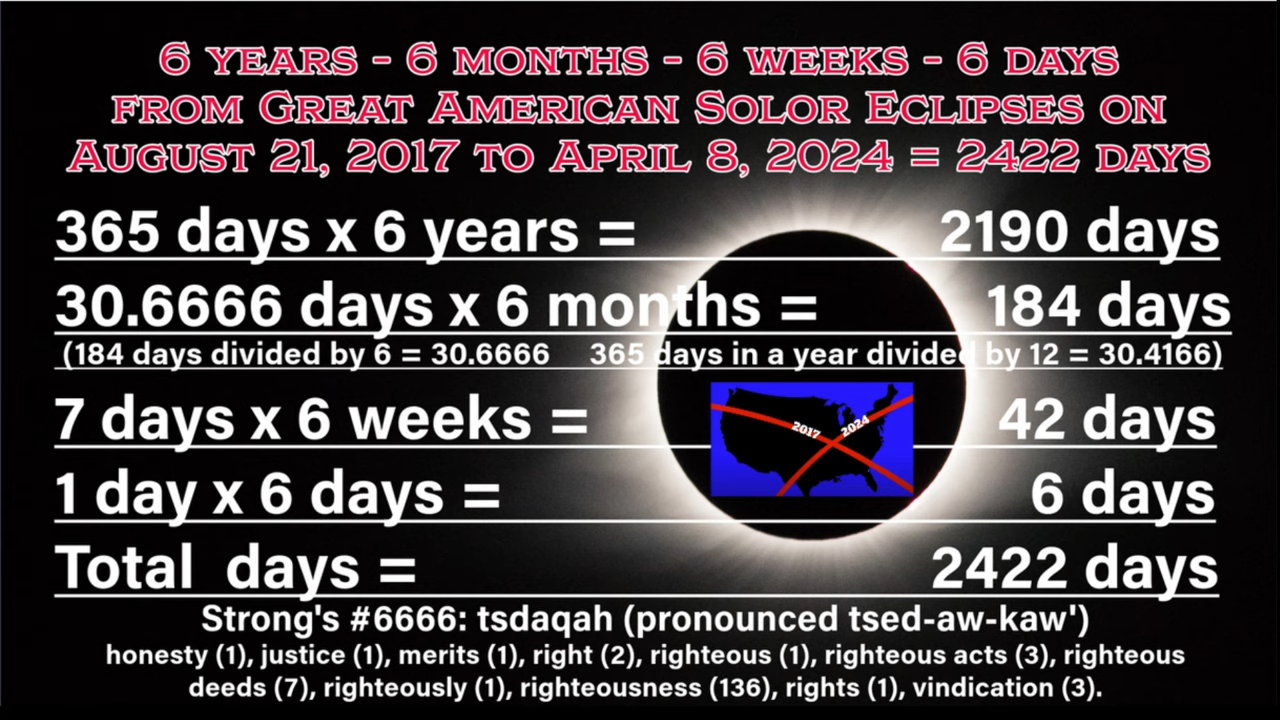 6 YEARS - 6 MONTHS - 6 WEEKS - 6 DAYS
FROM GREAT AMERICAN SOLOR ECLIPSES ON
AUGUST 21, 2017 TO APRIL 8, 2024 = 2422 DAYS
365 days x 6 years = 2190 days
30.6666 days x 6 months = 184 days
(184 days divided by 6 = 30.6666 365 days in a year divided by 12 = 30.4166)
7 days x 6 weeks = 42 days
2017 2024
1 day x 6 days = 6 days
Total days = 2422 days
Strong's #6666: tsdaqah (pronounced tsed-aw-kaw')
honesty (1), justice (1), merits (1), right (2), righteous (1), righteous acts (3), righteous
deeds (7), righteously (1), righteousness (136), rights (1), vindication (3).